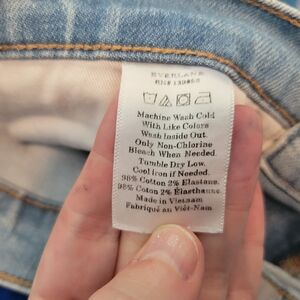 EVERLANE
Machine Wash Cold
With Like Colors
Wash Inside Out.
Only Non-Chlorine
Bleach When Needed.
Tumble Dry Low.
Cool Iron if Needed.
98% Cotton 2% Elastane.
98% Coton 2% Élasthanne.
Made in Vietnam
Fabriqué au Viêt-Nam